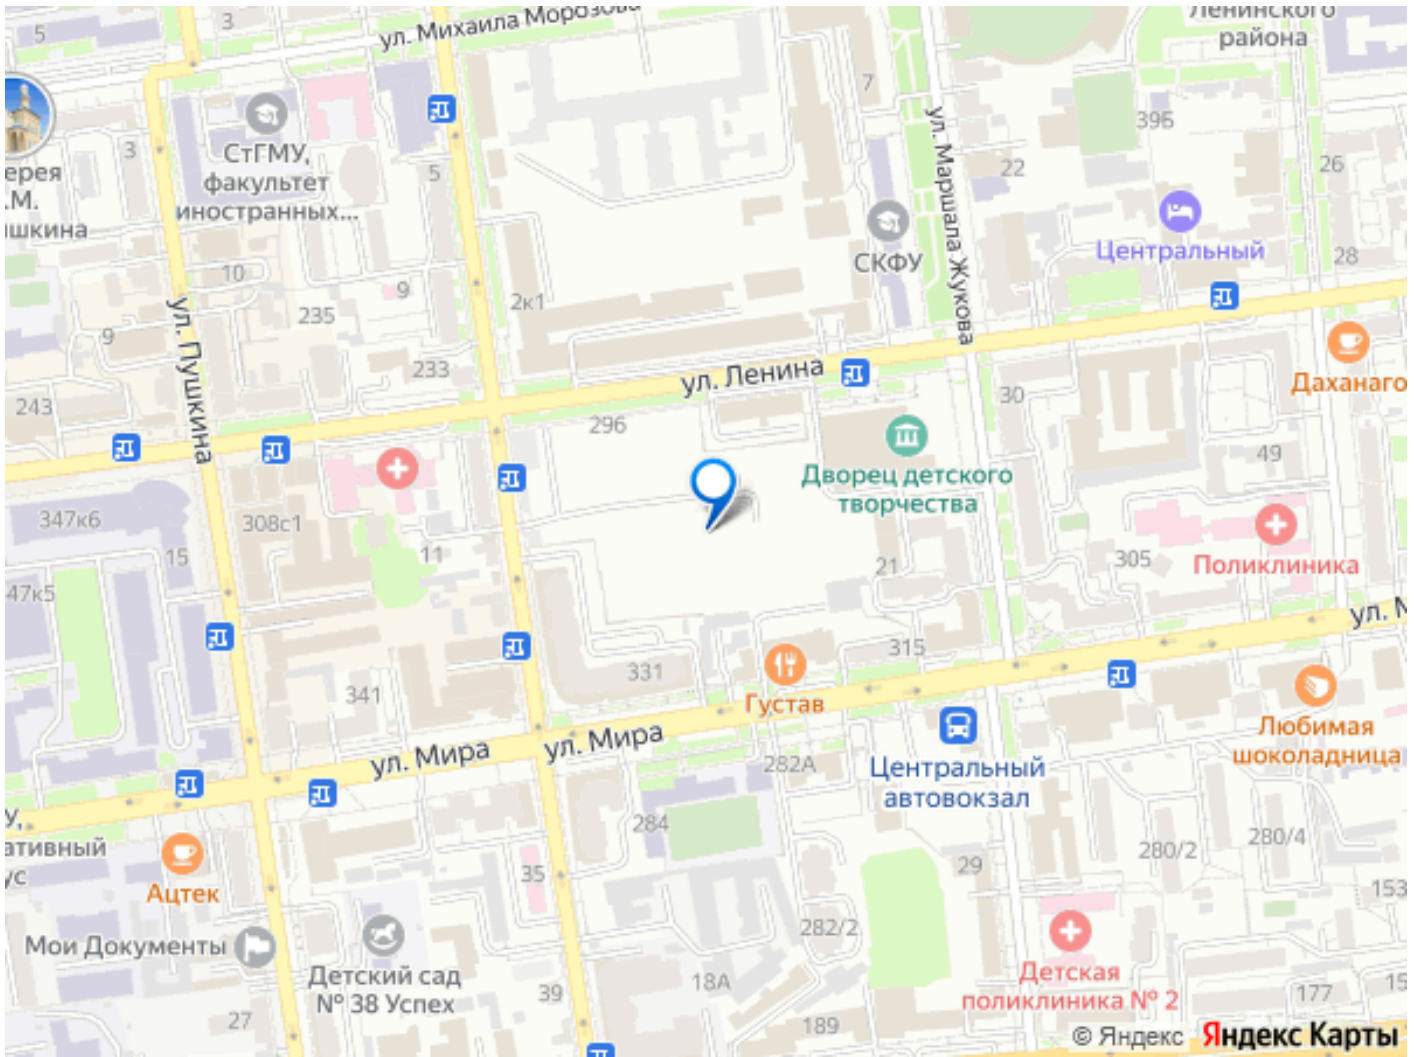 ул. Михаила Морозова
Ленинского
района
5
3
7
39Б
СтГМУ,
факультет
иностранных...
3
5
22
26
ерея
.М.
шкина
ул. Маршала Жукова
СКФУ
Центральный
28
10
9
2к1
235
9
ул. Пушкина
233
ул. Ленина
Даханаго
243
296
30
49
Дворец детского
творчества
347к6
308с1
15
11
21
305
Поликлиника
47к5
331
315
ул. М
341
Густав
ул. Мира
ул. Мира
282А
Центральный
автовокзал
Любимая
шоколадница
У,
ативный
ус
284
280/2
280/4
Ацтек
35
29
153
Мои Документы
282/2
Детский сад
№ 38 Успех
18А
39
Детская
поликлиника № 2
177
15
27
189
© Яндекс Яндекс Карты